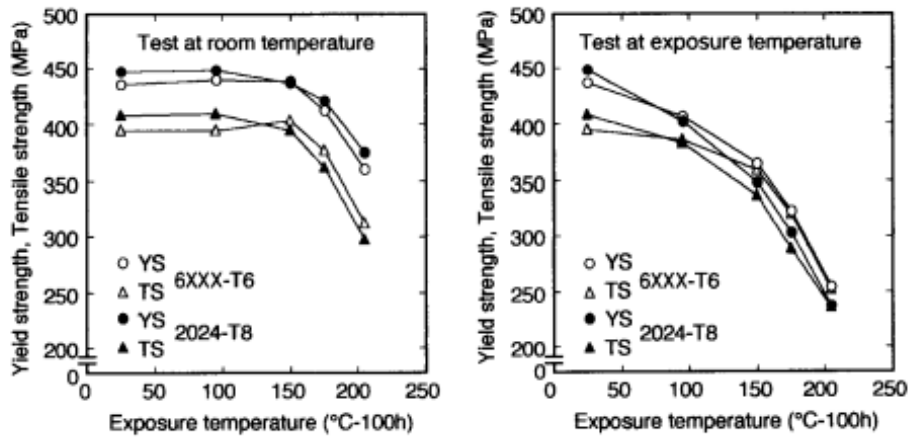 Test at room temperature
Yield strength, Tensile strength (MPa)
500
450
400
350
300
250
200
0
YS
TS
6XXX-T6
YS
TS
2024-T8
0 50 100 150 200 250
Exposure temperature (°C-100h)
Test at exposure temperature
Yield strength, Tensile strength (MPa)
500
450
400
350
300
250
200
0
YS
TS
6XXX-T6
YS
TS
2024-T8
0 50 100 150 200 250
Exposure temperature (°C-100h)